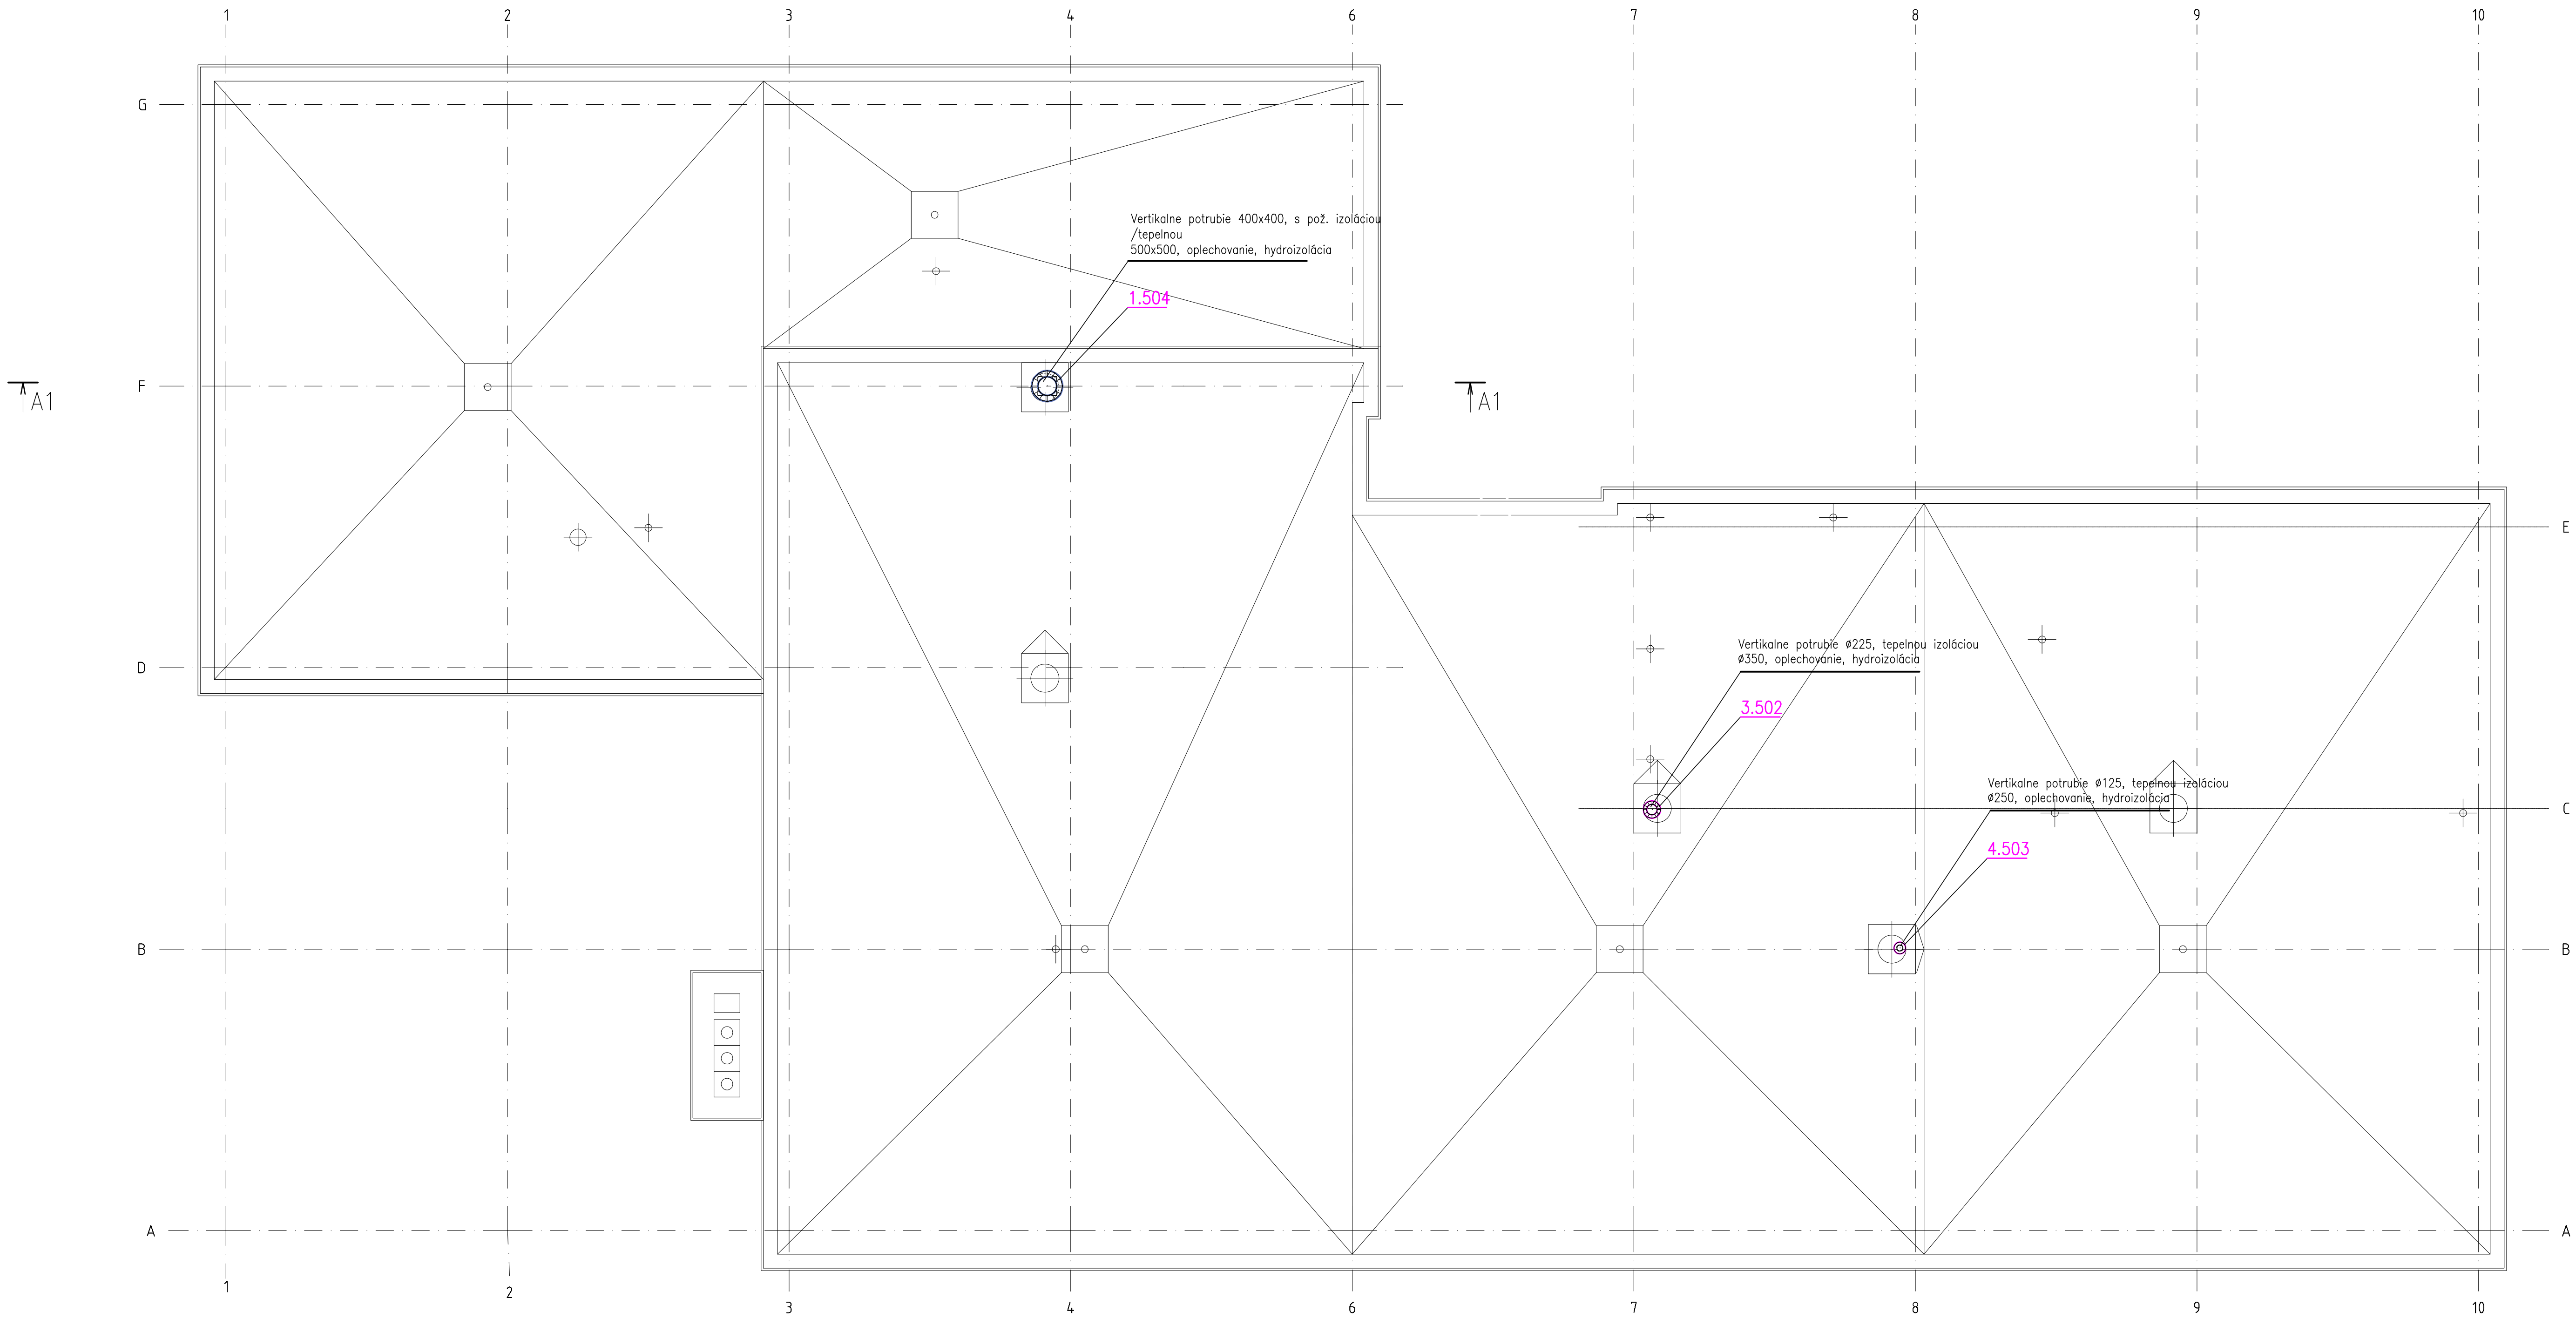 1 2 3 4 6 7 8 9 10
G
Vertikalne potrubie 400x400, s pož. izoláciou
/tepelnou
500x500, oplechovanie, hydroizolácia
1.504
F
A1 A1
E
Vertikalne potrubie ø225, tepelnou izoláciou
ø350, oplechovanie, hydroizolácia
D
3.502
Vertikalne potrubie ø125, tepelnou izoláciou
ø250, oplechovanie, hydroizolácia
C
4.503
B B
A A
1 2 3 4 6 7 8 9 10